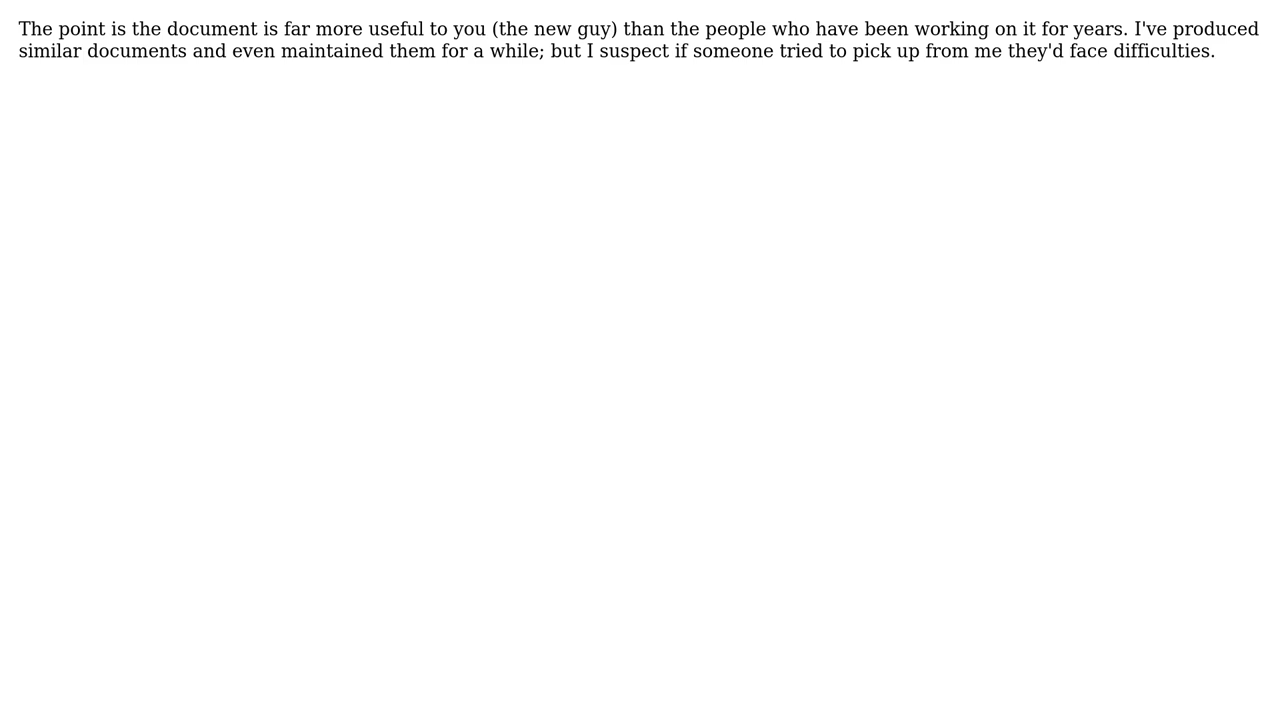 The point is the document is far more useful to you (the new guy) than the people who have been working on it for years. I've produced
similar documents and even maintained them for a while; but I suspect if someone tried to pick up from me they'd face difficulties.